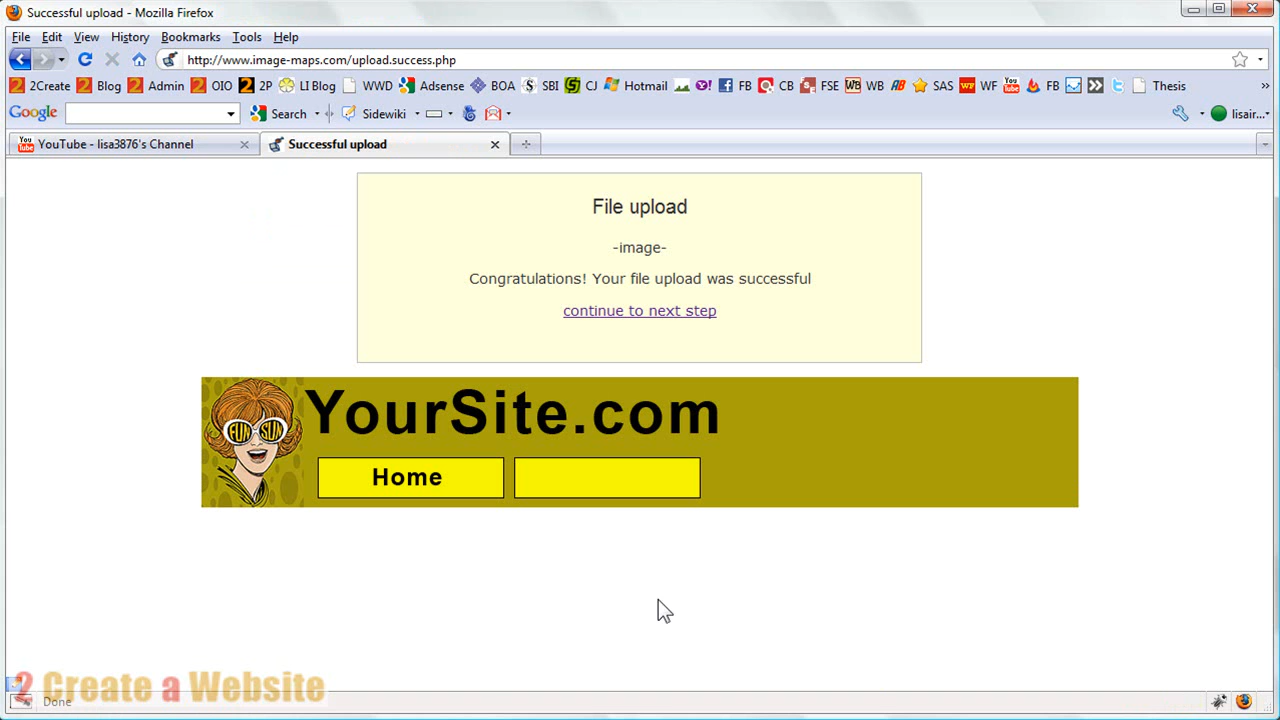 Successful upload - Mozilla Firefox
File Edit View History Bookmarks Tools Help
http://www.image-maps.com/upload.success.php
2Create Blog Admin OIO 2P LI Blog WWD Adsense BOA SBI CJ Hotmail FB CB FSE WB SAS WF FB Thesis
Google Search Sidewiki lisair...
YouTube - lisa3876's Channel Successful upload
File upload
-image-
Congratulations! Your file upload was successful
continue to next step
FUN SUN
YourSite.com
Home
2 Create a Website
Done